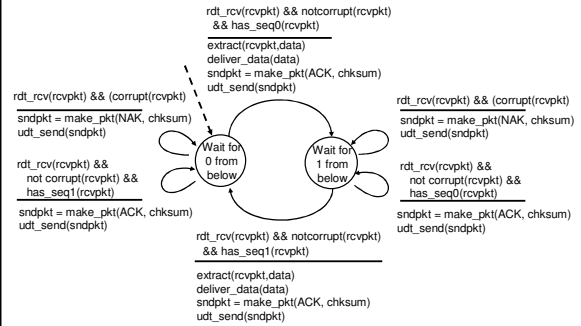 rdt_rcv(rcvpkt) && notcorrupt(rcvpkt)
&& has_seq0(rcvpkt)
extract(rcvpkt,data)
deliver_data(data)
sndpkt = make_pkt(ACK, chksum)
udt_send(sndpkt)
rdt_rcv(rcvpkt) && (corrupt(rcvpkt)
sndpkt = make_pkt(NAK, chksum)
udt_send(sndpkt)
rdt_rcv(rcvpkt) &&
not corrupt(rcvpkt) &&
has_seq1(rcvpkt)
sndpkt = make_pkt(ACK, chksum)
udt_send(sndpkt)
Wait for
0 from
below
Wait for
1 from
below
rdt_rcv(rcvpkt) && (corrupt(rcvpkt)
sndpkt = make_pkt(NAK, chksum)
udt_send(sndpkt)
rdt_rcv(rcvpkt) &&
not corrupt(rcvpkt) &&
has_seq0(rcvpkt)
sndpkt = make_pkt(ACK, chksum)
udt_send(sndpkt)
rdt_rcv(rcvpkt) && notcorrupt(rcvpkt)
&& has_seq1(rcvpkt)
extract(rcvpkt,data)
deliver_data(data)
sndpkt = make_pkt(ACK, chksum)
udt_send(sndpkt)